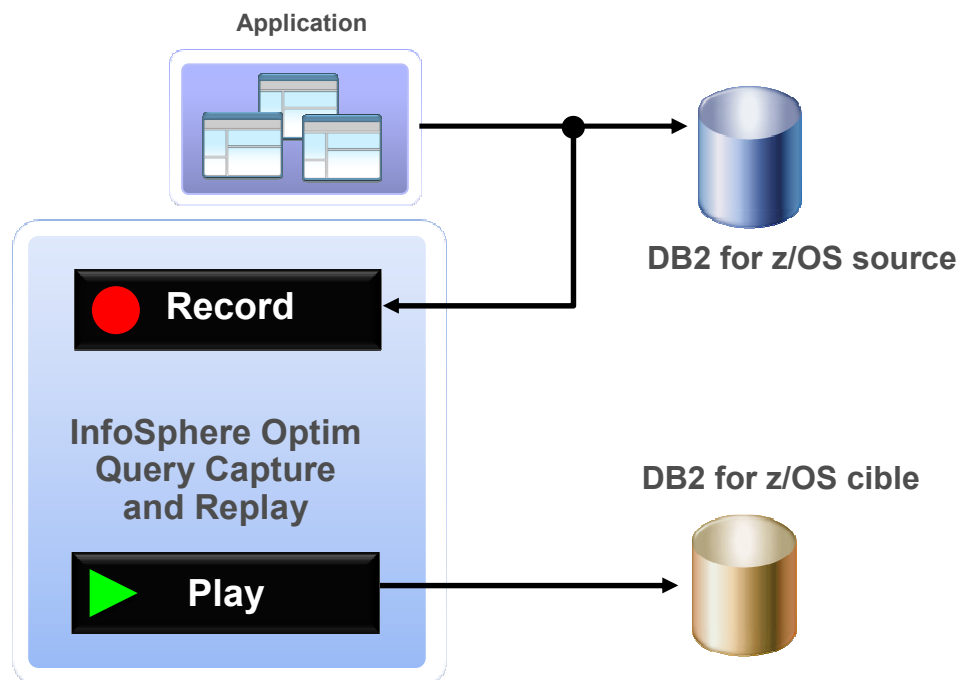 Application
DB2 for z/OS source
Record
InfoSphere Optim
Query Capture
and Replay
DB2 for z/OS cible
Play